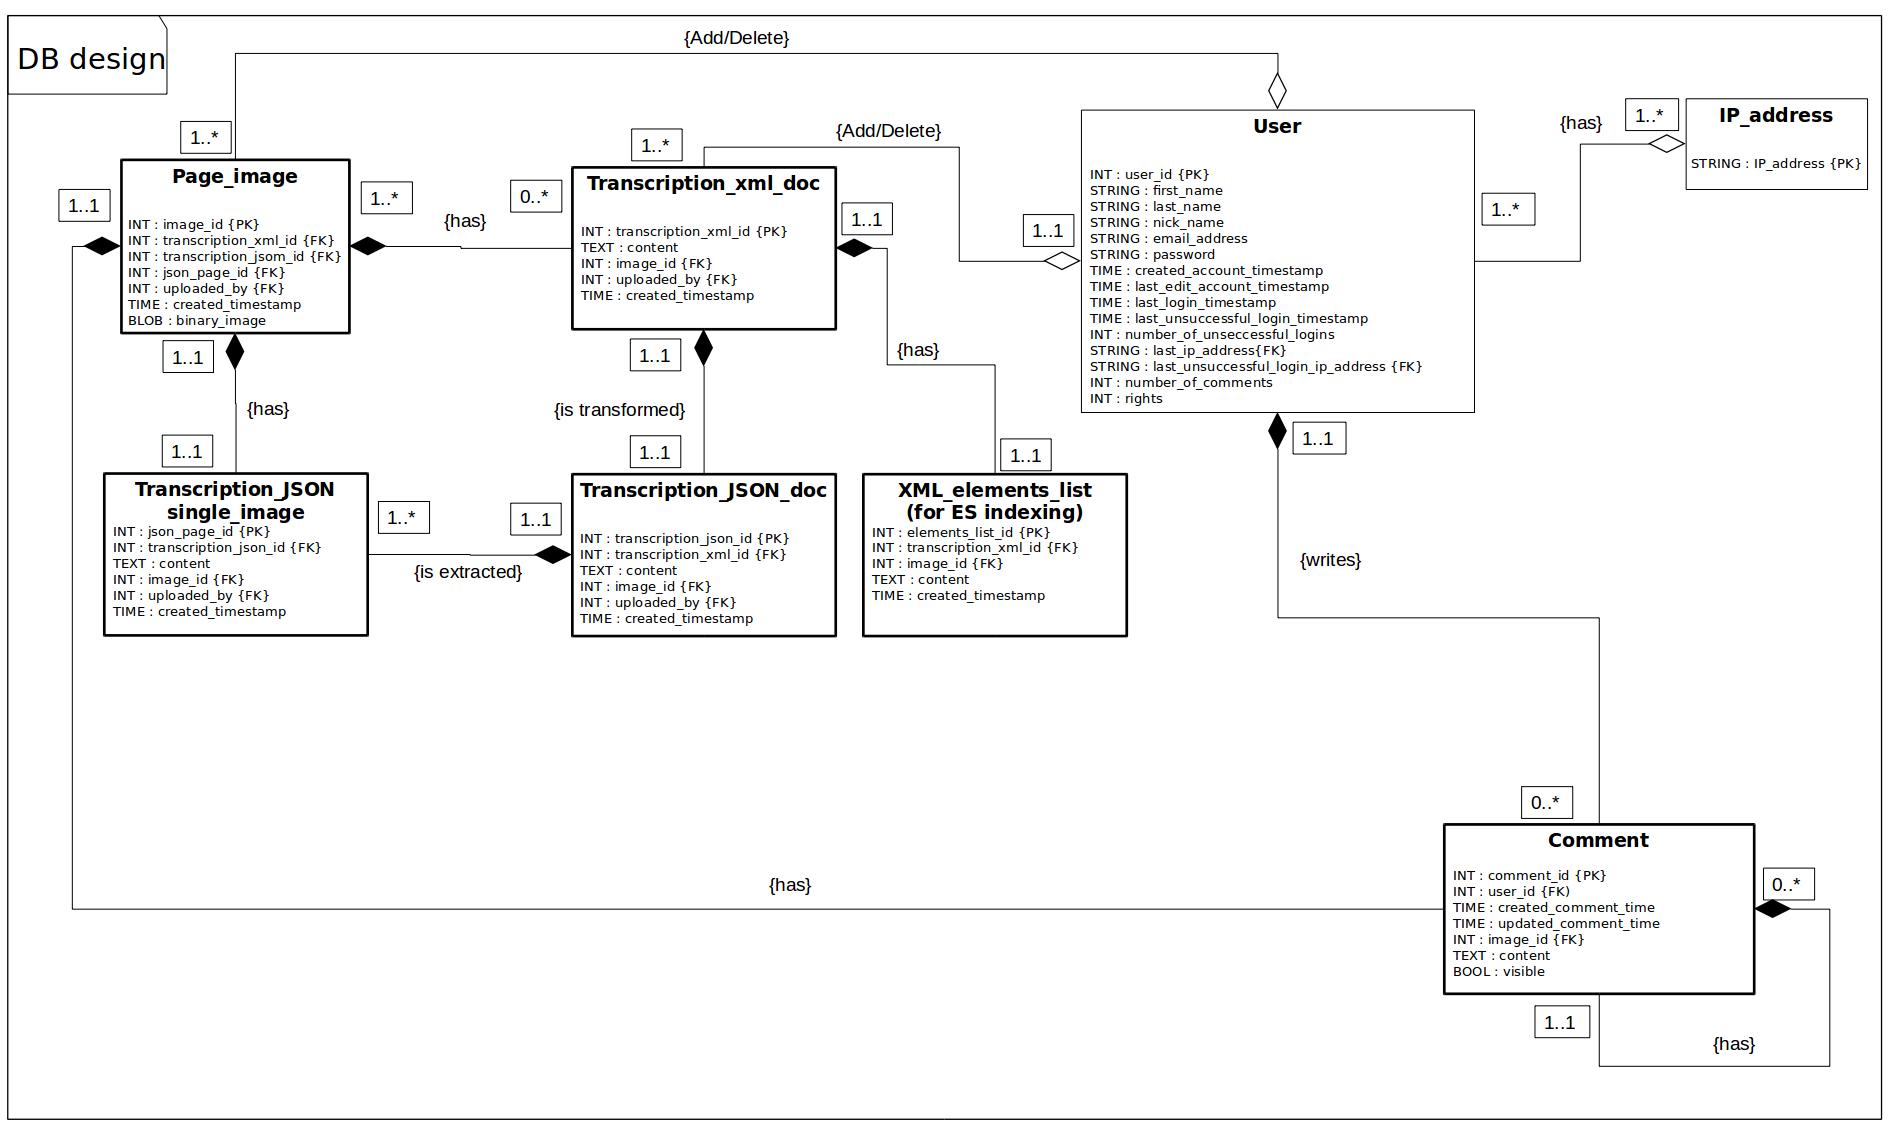 DB design
{Add/Delete}
1..*
Page_image
INT : image_id {PK}
INT : transcription_xml_id {FK}
INT : transcription_jsom_id {FK}
INT : json_page_id {FK}
INT : uploaded_by {FK}
TIME : created_timestamp
BLOB : binary_image
1..1
1..*
{has}
0..*
1..*
{Add/Delete}
Transcription_xml_doc
INT : transcription_xml_id {PK}
TEXT : content
INT : image_id {FK}
INT : uploaded_by {FK}
TIME : created_timestamp
1..1
1..1
User
INT : user_id {PK}
STRING : first_name
STRING : last_name
STRING : nick_name
STRING : email_address
STRING : password
TIME : created_account_timestamp
TIME : last_edit_account_timestamp
TIME : last_login_timestamp
TIME : last_unsuccessful_login_timestamp
INT : number_of_unseccessful_logins
STRING : last_ip_address{FK}
STRING : last_unsuccessful_login_ip_address {FK}
INT : number_of_comments
INT : rights
1..*
{has}
1..*
IP_address
STRING : IP_address {PK}
1..1
{has}
1..1
1..1
{is transformed}
1..1
{has}
1..1
1..1
{writes}
Transcription_JSON
single_image
INT : json_page_id {PK}
INT : transcription_json_id {FK}
TEXT : content
INT : image_id {FK}
INT : uploaded_by {FK}
TIME : created_timestamp
1..*
{is extracted}
1..1
Transcription_JSON_doc
INT : transcription_json_id {PK}
INT : transcription_xml_id {FK}
TEXT : content
INT : image_id {FK}
INT : uploaded_by {FK}
TIME : created_timestamp
XML_elements_list
(for ES indexing)
INT : elements_list_id {PK}
INT : transcription_xml_id {FK}
INT : image_id {FK}
TEXT : content
TIME : created_timestamp
0..*
{has}
Comment
INT : comment_id {PK}
INT : user_id {FK)
TIME : created_comment_time
TIME : updated_comment_time
INT : image_id {FK}
TEXT : content
BOOL : visible
0..*
1..1
{has}